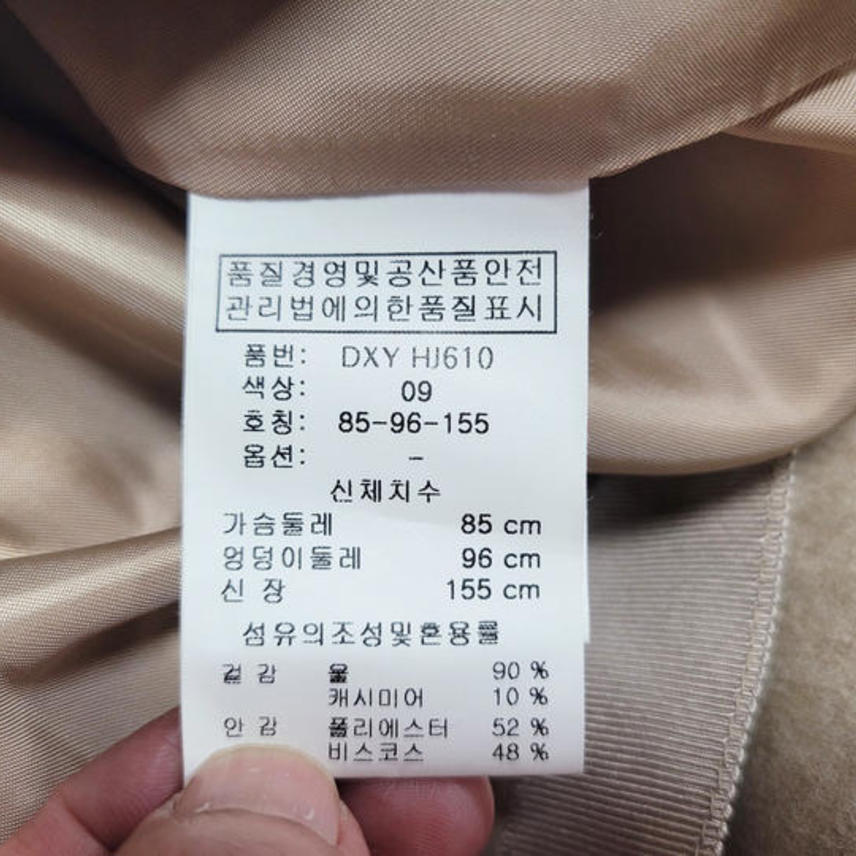 품질경영및공산품안전
관리법에의한품질표시
품번: DXY HJ610
색상: 09
호칭: 85-96-155
옵션: -
신체치수
가슴둘레 85 cm
엉덩이둘레 96 cm
신 장 155 cm
섬유의조성및혼용률
겉 감 울 90 %
캐시미어 10 %
안 감 폴리에스터 52 %
비스코스 48 %